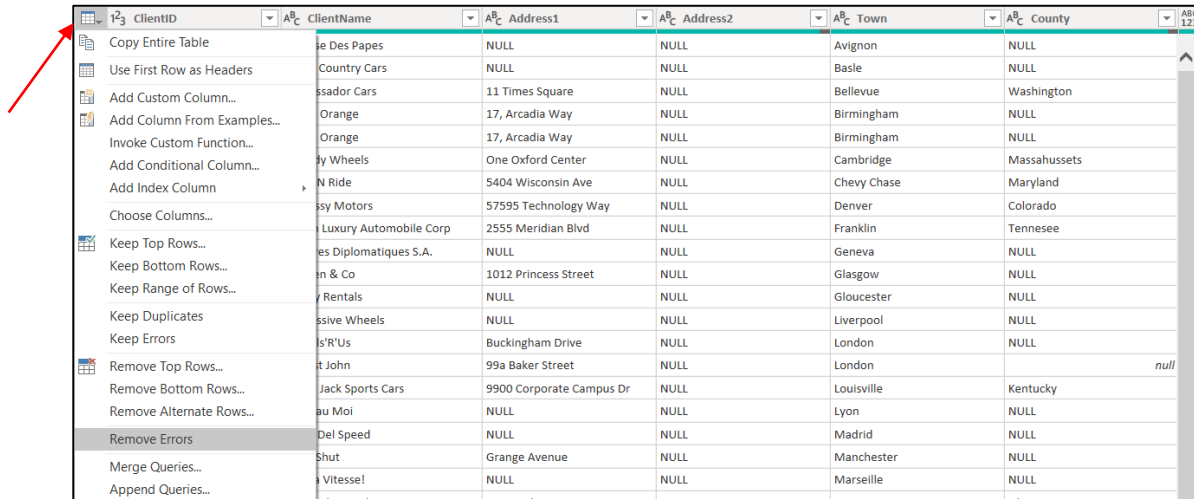 1²3 ClientID ABC ClientName ABC Address1 ABC Address2 ABC Town ABC County ABC 123
Copy Entire Table
Use First Row as Headers
Add Custom Column...
Add Column From Examples...
Invoke Custom Function...
Add Conditional Column...
Add Index Column
Choose Columns...
Keep Top Rows...
Keep Bottom Rows...
Keep Range of Rows...
Keep Duplicates
Keep Errors
Remove Top Rows...
Remove Bottom Rows...
Remove Alternate Rows...
Remove Errors
Merge Queries...
Append Queries...
se Des Papes NULL NULL Avignon NULL
Country Cars NULL NULL Basle NULL
ssador Cars 11 Times Square NULL Bellevue Washington
Orange 17, Arcadia Way NULL Birmingham NULL
Orange 17, Arcadia Way NULL Birmingham NULL
dy Wheels One Oxford Center NULL Cambridge Massahussets
N Ride 5404 Wisconsin Ave NULL Chevy Chase Maryland
ssy Motors 57595 Technology Way NULL Denver Colorado
Luxury Automobile Corp 2555 Meridian Blvd NULL Franklin Tennesee
res Diplomatiques S.A. NULL NULL Geneva NULL
en & Co 1012 Princess Street NULL Glasgow NULL
Rentals NULL NULL Gloucester NULL
ssive Wheels NULL NULL Liverpool NULL
ls'R'Us Buckingham Drive NULL London NULL
st John 99a Baker Street NULL London null
Jack Sports Cars 9900 Corporate Campus Dr NULL Louisville Kentucky
au Moi NULL NULL Lyon NULL
Del Speed NULL NULL Madrid NULL
Shut Grange Avenue NULL Manchester NULL
Vitesse! NULL NULL Marseille NULL